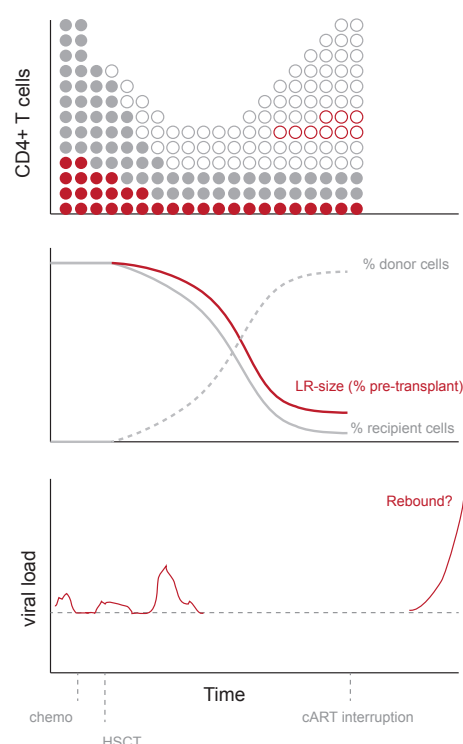 CD4+ T cells
% donor cells
LR-size (% pre-transplant)
% recipient cells
Rebound?
viral load
Time
chemo
cART interruption
HSCT